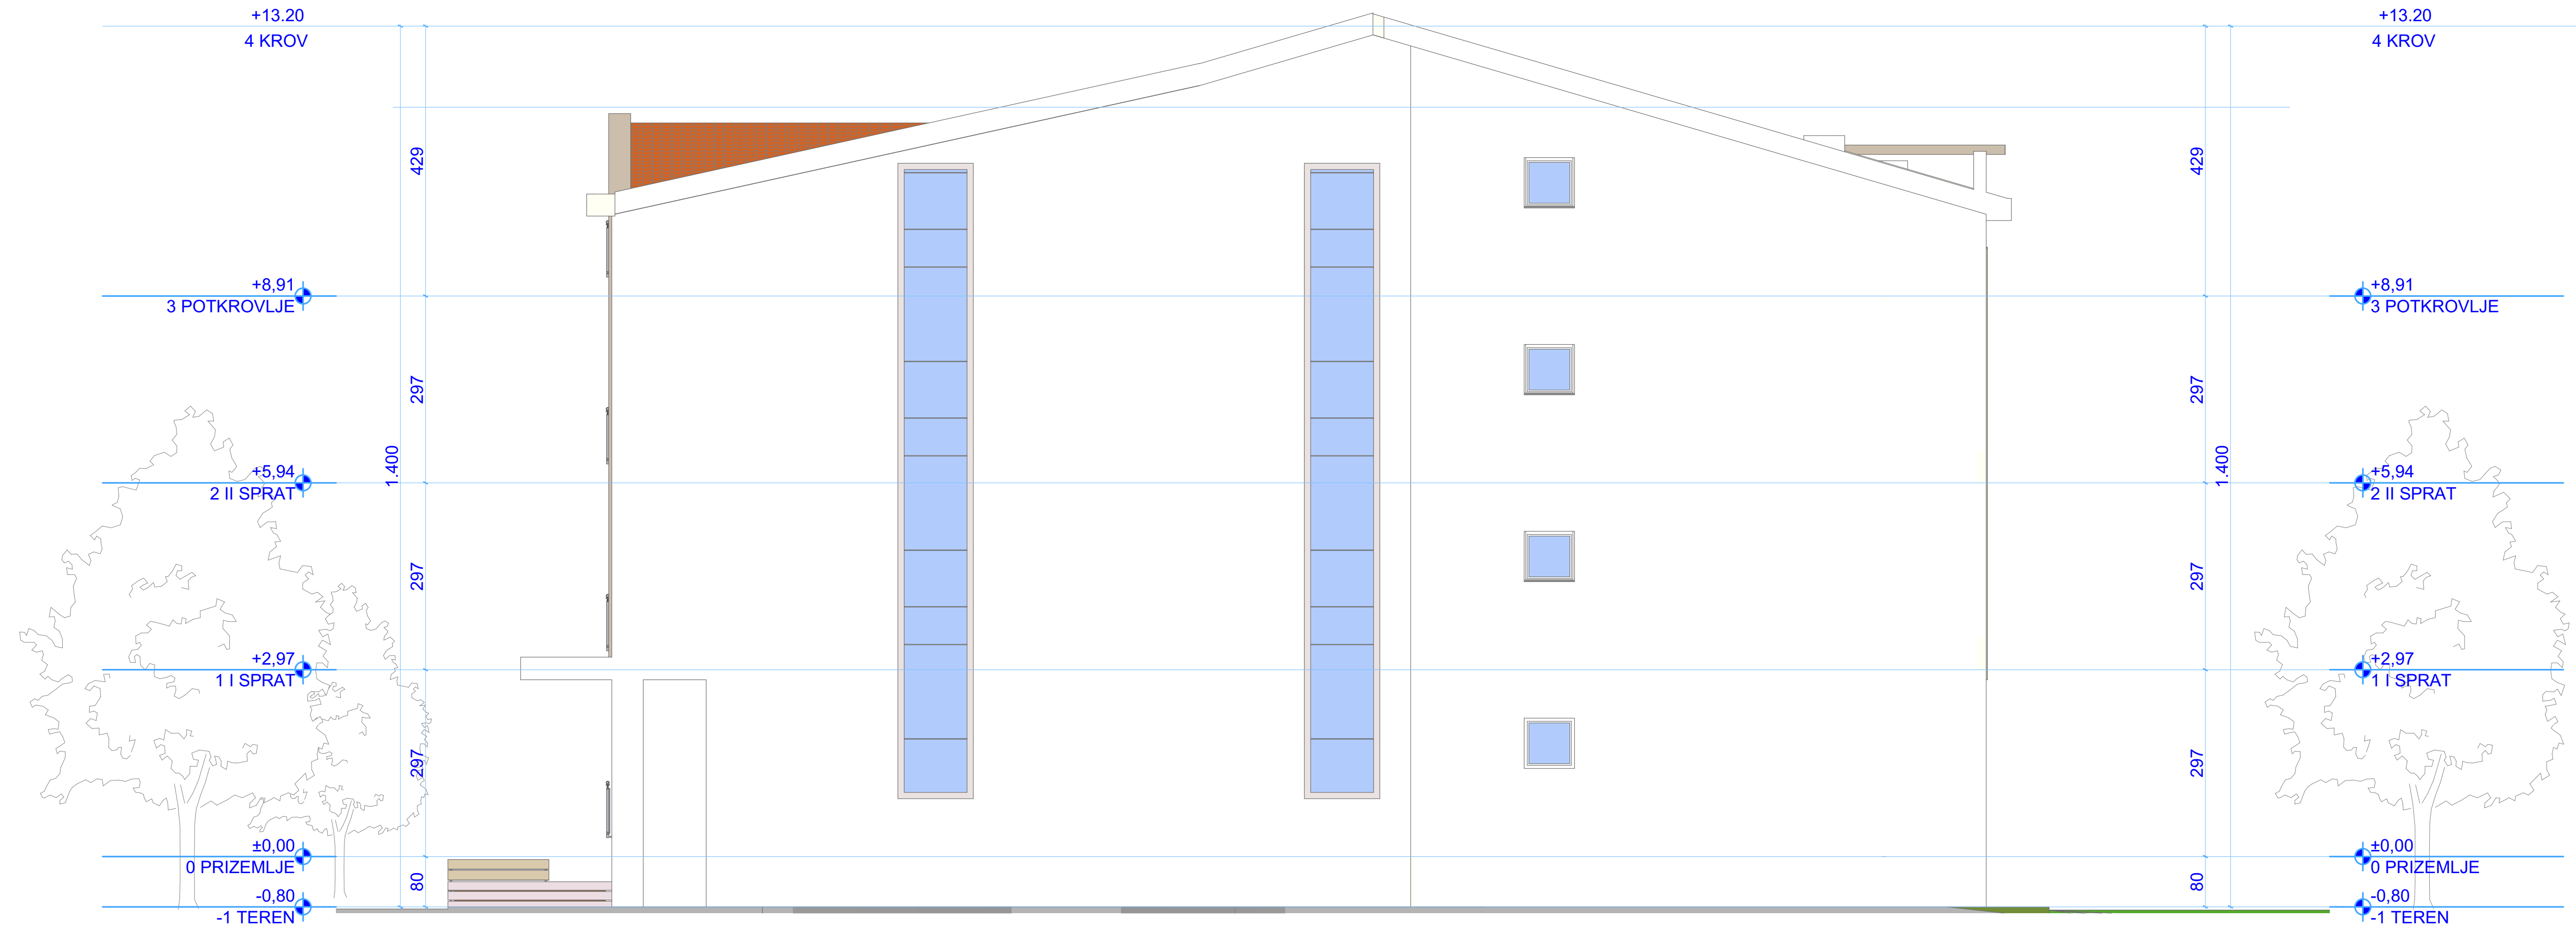 +13.20
4 KROV
429
+8,91
3 POTKROVLJE
297
1.400
+5,94
2 II SPRAT
297
+2,97
1 I SPRAT
297
±0,00
0 PRIZEMLJE
80
-0,80
-1 TEREN
+13.20
4 KROV
429
+8,91
3 POTKROVLJE
297
1.400
+5,94
2 II SPRAT
297
+2,97
1 I SPRAT
297
±0,00
0 PRIZEMLJE
80
-0,80
-1 TEREN